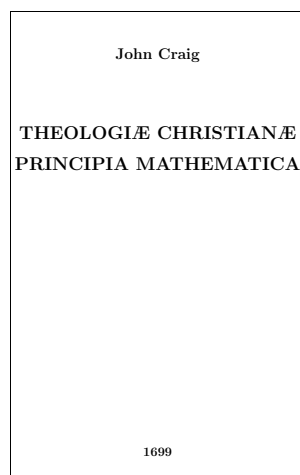 John Craig
THEOLOGIÆ CHRISTIANÆ
PRINCIPIA MATHEMATICA
1699